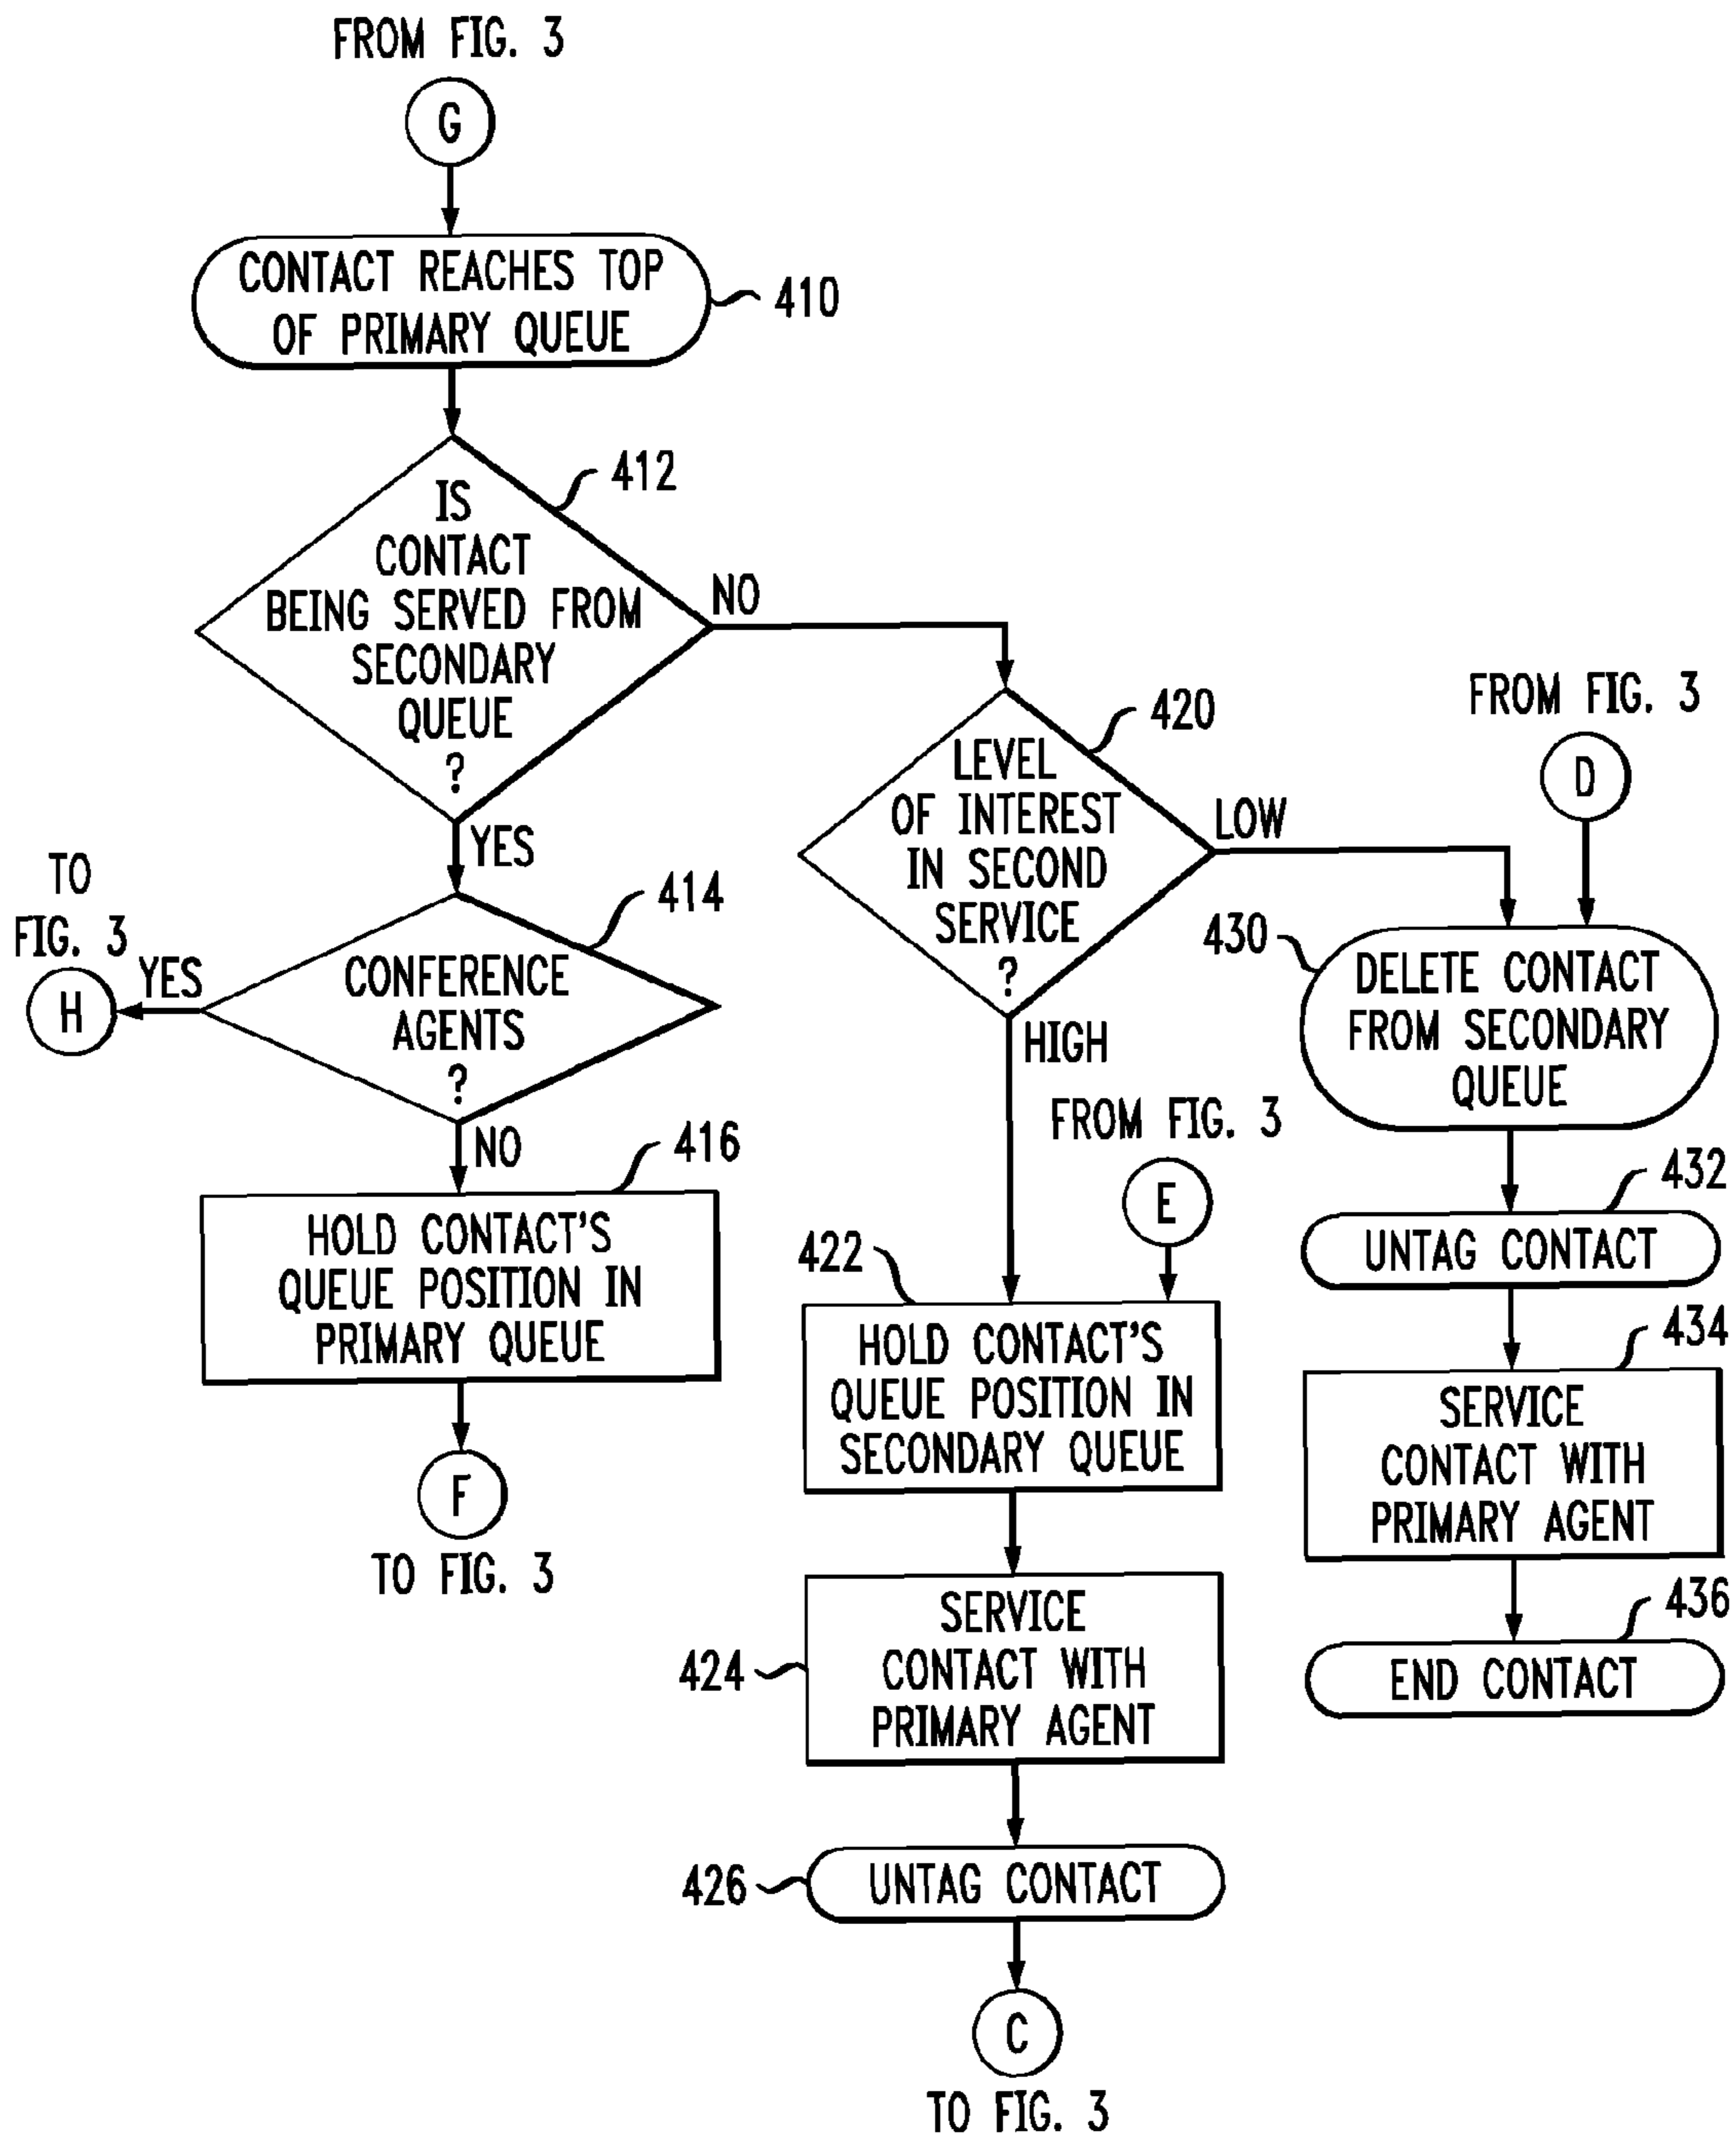 FROM FIG. 3
G
CONTACT REACHES TOP
OF PRIMARY QUEUE
410
IS
CONTACT
BEING SERVED FROM
SECONDARY
QUEUE
?
412
NO
YES
TO
FIG. 3
H
YES
CONFERENCE
AGENTS
?
414
NO
HOLD CONTACT'S
QUEUE POSITION IN
PRIMARY QUEUE
416
F
TO FIG. 3
LEVEL
OF INTEREST
IN SECOND
SERVICE
?
420
LOW
HIGH
FROM FIG. 3
E
422
HOLD CONTACT'S
QUEUE POSITION IN
SECONDARY QUEUE
424
SERVICE
CONTACT WITH
PRIMARY AGENT
426
UNTAG CONTACT
C
TO FIG. 3
FROM FIG. 3
D
430
DELETE CONTACT
FROM SECONDARY
QUEUE
432
UNTAG CONTACT
434
SERVICE
CONTACT WITH
PRIMARY AGENT
436
END CONTACT